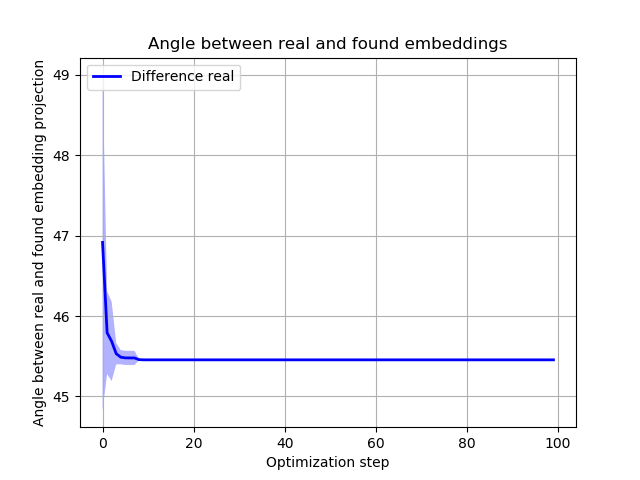 Angle between real and found embeddings
Difference real
Angle between real and found embedding projection
49
48
47
46
45
0 20 40 60 80 100
Optimization step